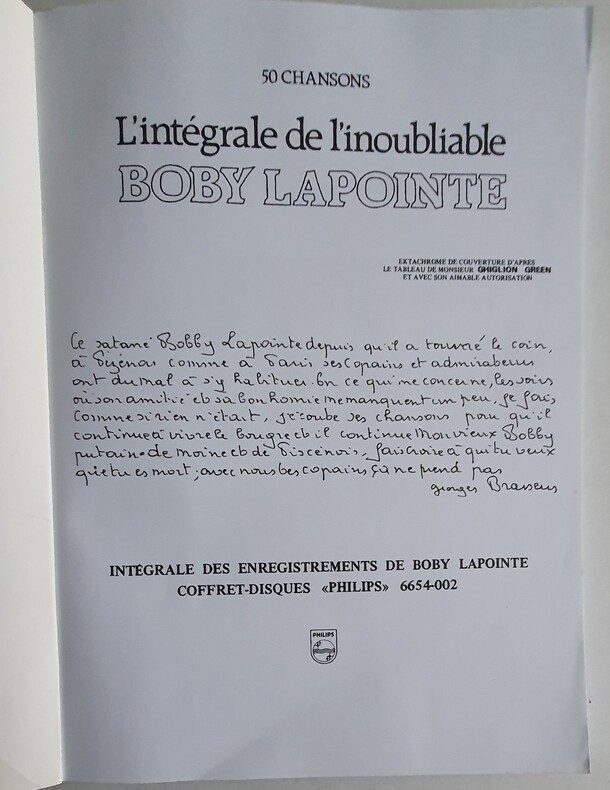 50 CHANSONS
L'intégrale de l'inoubliable
BOBY LAPOINTE
EKTACHROME DE COUVERTURE D'APRES
LE TABLEAU DE MONSIEUR GHIGLION GREEN
ET AVEC SON AIMABLE AUTORISATION
Ce satané Bobby Lapointe depuis qu'il a tourné le coin,
à Pézénas comme à Paris ses copains et admirateurs
ont du mal à s'y habituer. En ce qui me concerne, les soirs
où son amitié et sa bonhomie me manquent un peu, je fais,
comme si rien n'était, j'écoute ses chansons pour qu'il
continue à vivre le bougre et il continue Mon vieux Bobby
putain de moine et de Piscénois, fais croire à qui tu veux
que tu es mort; avec nous les copains ça ne prend pas
georges Brassens
INTÉGRALE DES ENREGISTREMENTS DE BOBY LAPOINTE
COFFRET-DISQUES «PHILIPS» 6654-002
PHILIPS